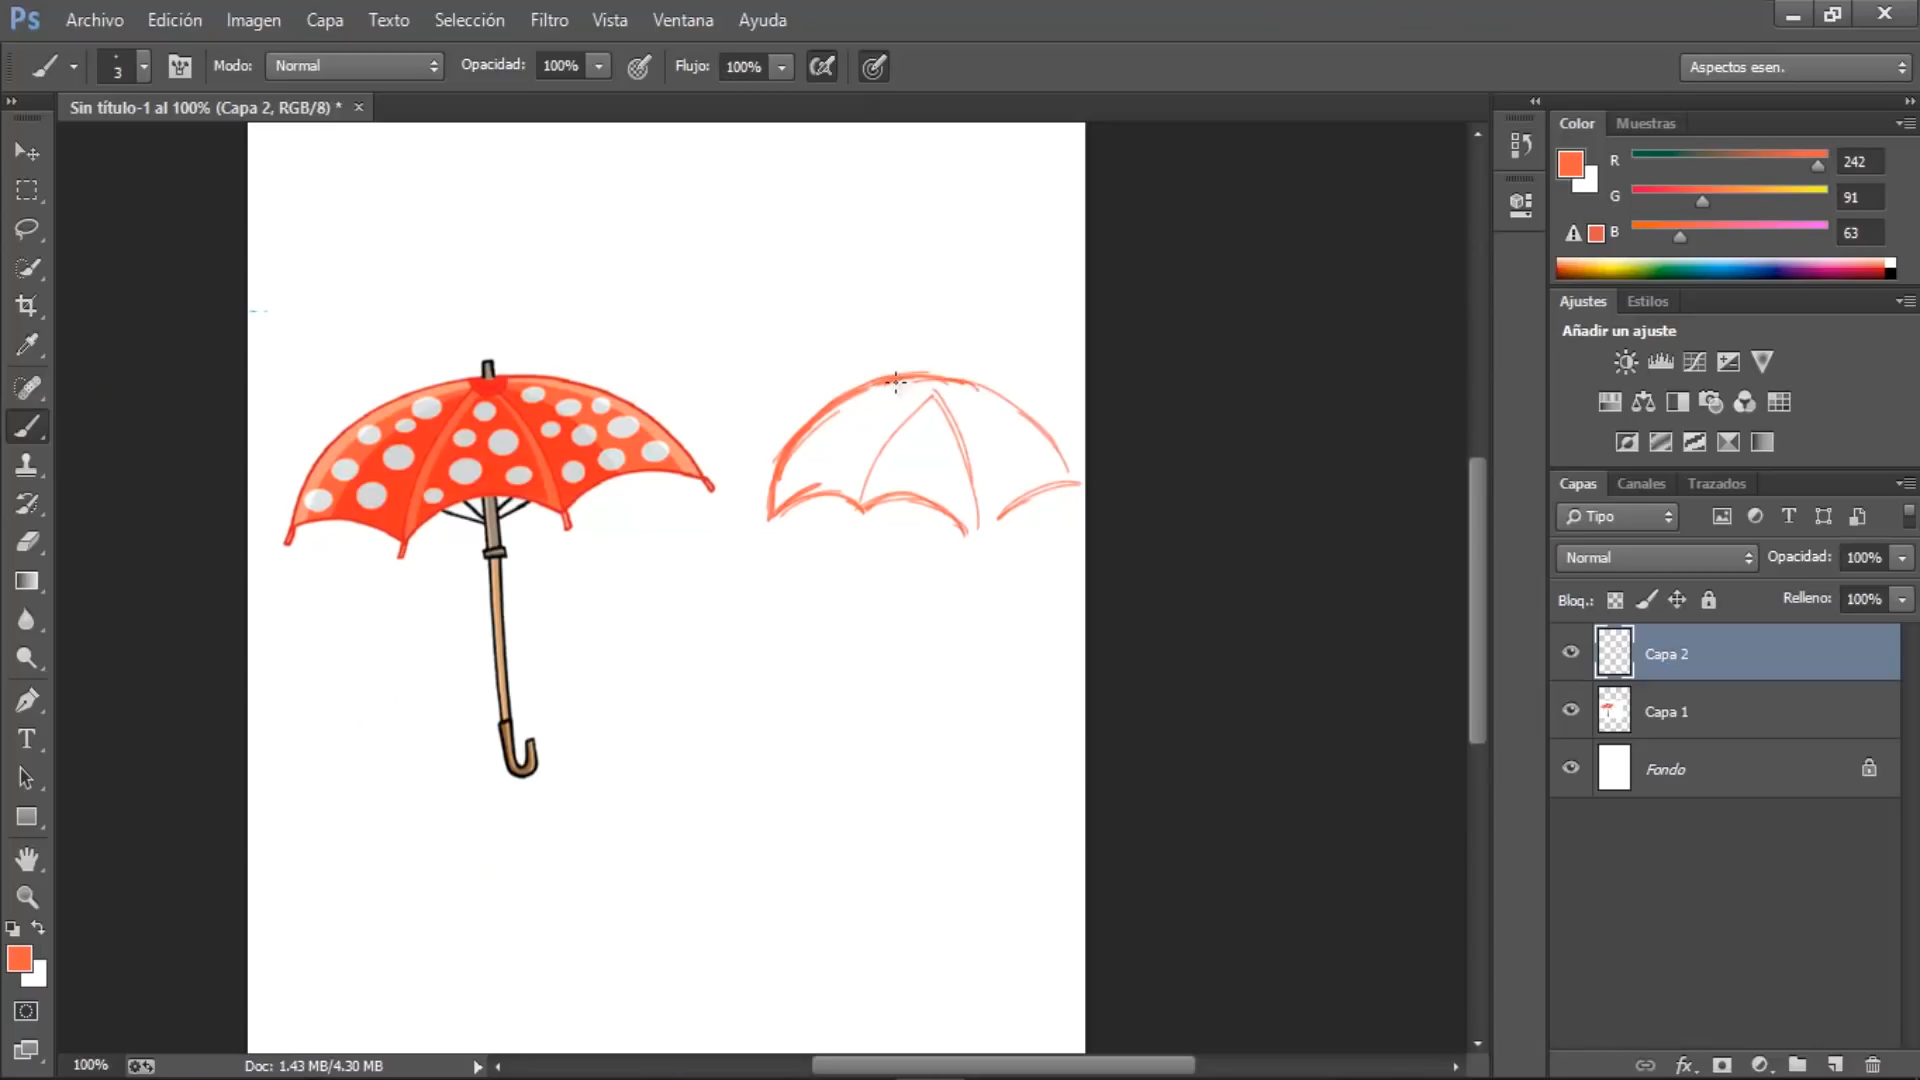 Ps Archivo Edición Imagen Capa Texto Selección Filtro Vista Ventana Ayuda
3 Modo: Normal Opacidad: 100% Flujo: 100% Aspectos esen.
Sin título-1 al 100% (Capa 2, RGB/8) * ×
Color Muestras
R 242
G 91
B 63
Ajustes Estilos
Añadir un ajuste
Capas Canales Trazados
Tipo
Normal Opacidad: 100%
Bloq.: Relleno: 100%
Capa 2
Capa 1
Fondo
100% Doc: 1.43 MB/4.30 MB